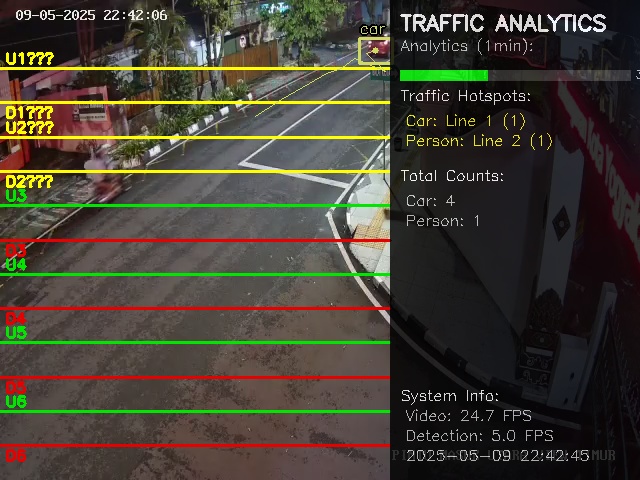 09-05-2025 22:42:06
car
U1???
D1???
U2???
D2???
U3
D3
U4
D4
U5
D5
U6
D6
TRAFFIC ANALYTICS
Analytics (1min):
3
Traffic Hotspots:
Car: Line 1 (1)
Person: Line 2 (1)
Total Counts:
Car: 4
Person: 1
System Info:
Video: 24.7 FPS
Detection: 5.0 FPS
2025-05-09 22:42:45